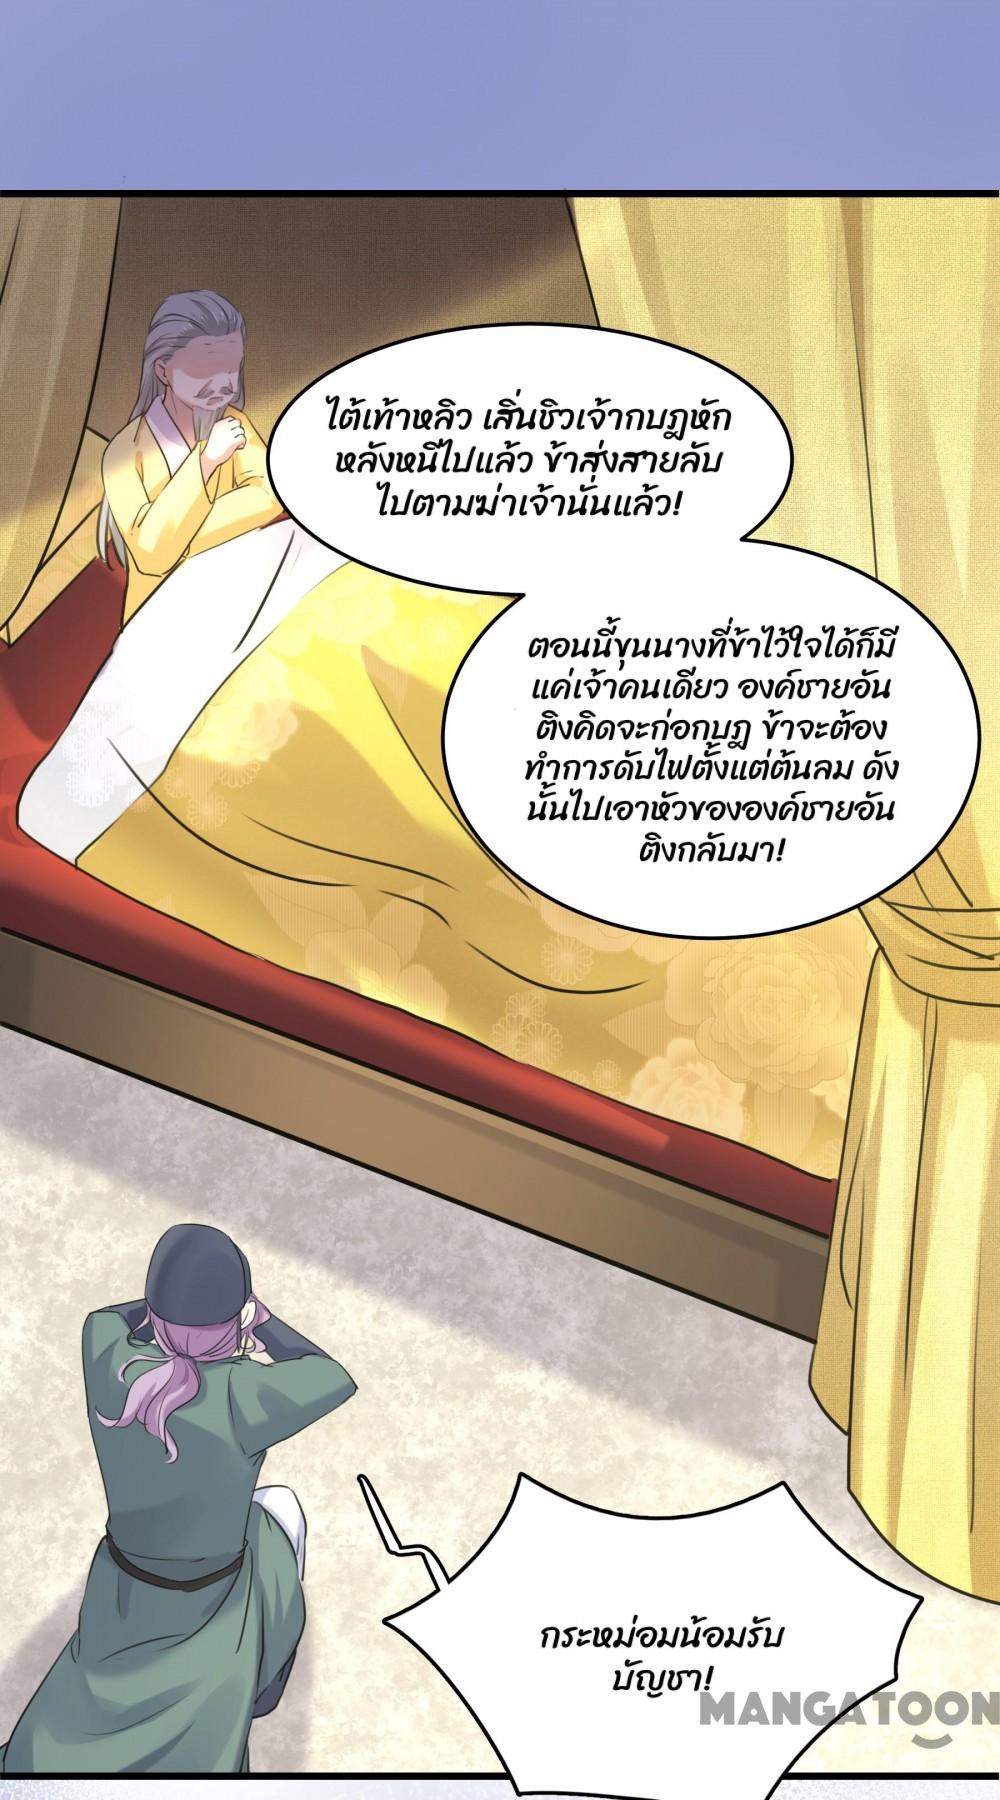 ไต้เท้าหลิว เสิ่นชิวเจ้ากบฎหัก
หลังหนีไปแล้ว ข้าส่งสายลับ
ไปตามฆ่าเจ้านั่นแล้ว!
ตอนนี้ขุนนางที่ข้าไว้ใจได้ก็มี
แค่เจ้าคนเดียว องค์ชายอัน
ติงคิดจะก่อกบฎ ข้าจะต้อง
ทำการดับไฟตั้งแต่ต้นลม ดัง
นั้นไปเอาหัวขององค์ชายอัน
ติงกลับมา!
กระหม่อมน้อมรับ
บัญชา!
MANGATOON